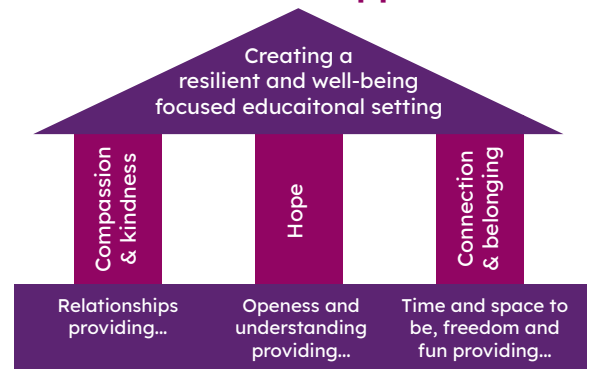 Creating a
resilient and well-being
focused educaitonal setting
Compassion
& kindness
Hope
Connection
& belonging
Relationships
providing...
Openess and
understanding
providing...
Time and space to
be, freedom and
fun providing...